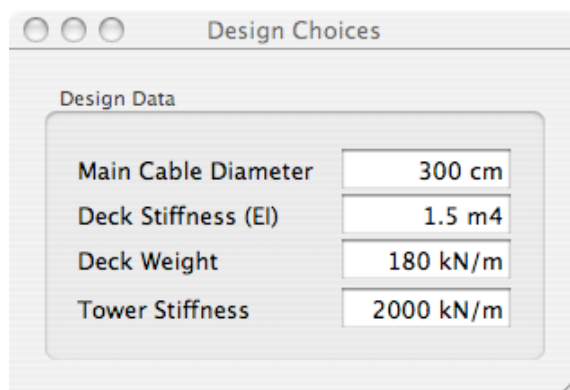 Design Choices
Design Data
Main Cable Diameter 300 cm
Deck Stiffness (EI) 1.5 m4
Deck Weight 180 kN/m
Tower Stiffness 2000 kN/m